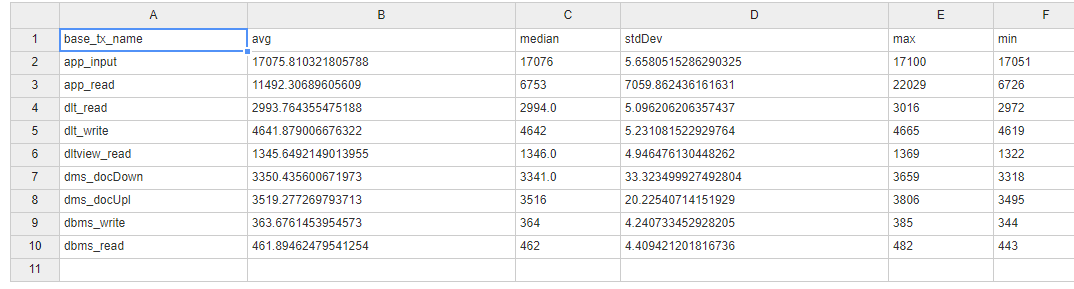 A B C D E F
1 base_tx_name avg median stdDev max min
2 app_input 17075.810321805788 17076 5.6580515286290325 17100 17051
3 app_read 11492.30689605609 6753 7059.862436161631 22029 6726
4 dlt_read 2993.764355475188 2994.0 5.096206206357437 3016 2972
5 dlt_write 4641.879006676322 4642 5.231081522929764 4665 4619
6 dltview_read 1345.6492149013955 1346.0 4.946476130448262 1369 1322
7 dms_docDown 3350.435600671973 3341.0 33.323499927492804 3659 3318
8 dms_docUpl 3519.277269793713 3516 20.22540714151929 3806 3495
9 dbms_write 363.6761453954573 364 4.240733452928205 385 344
10 dbms_read 461.89462479541254 462 4.409421201816736 482 443
11